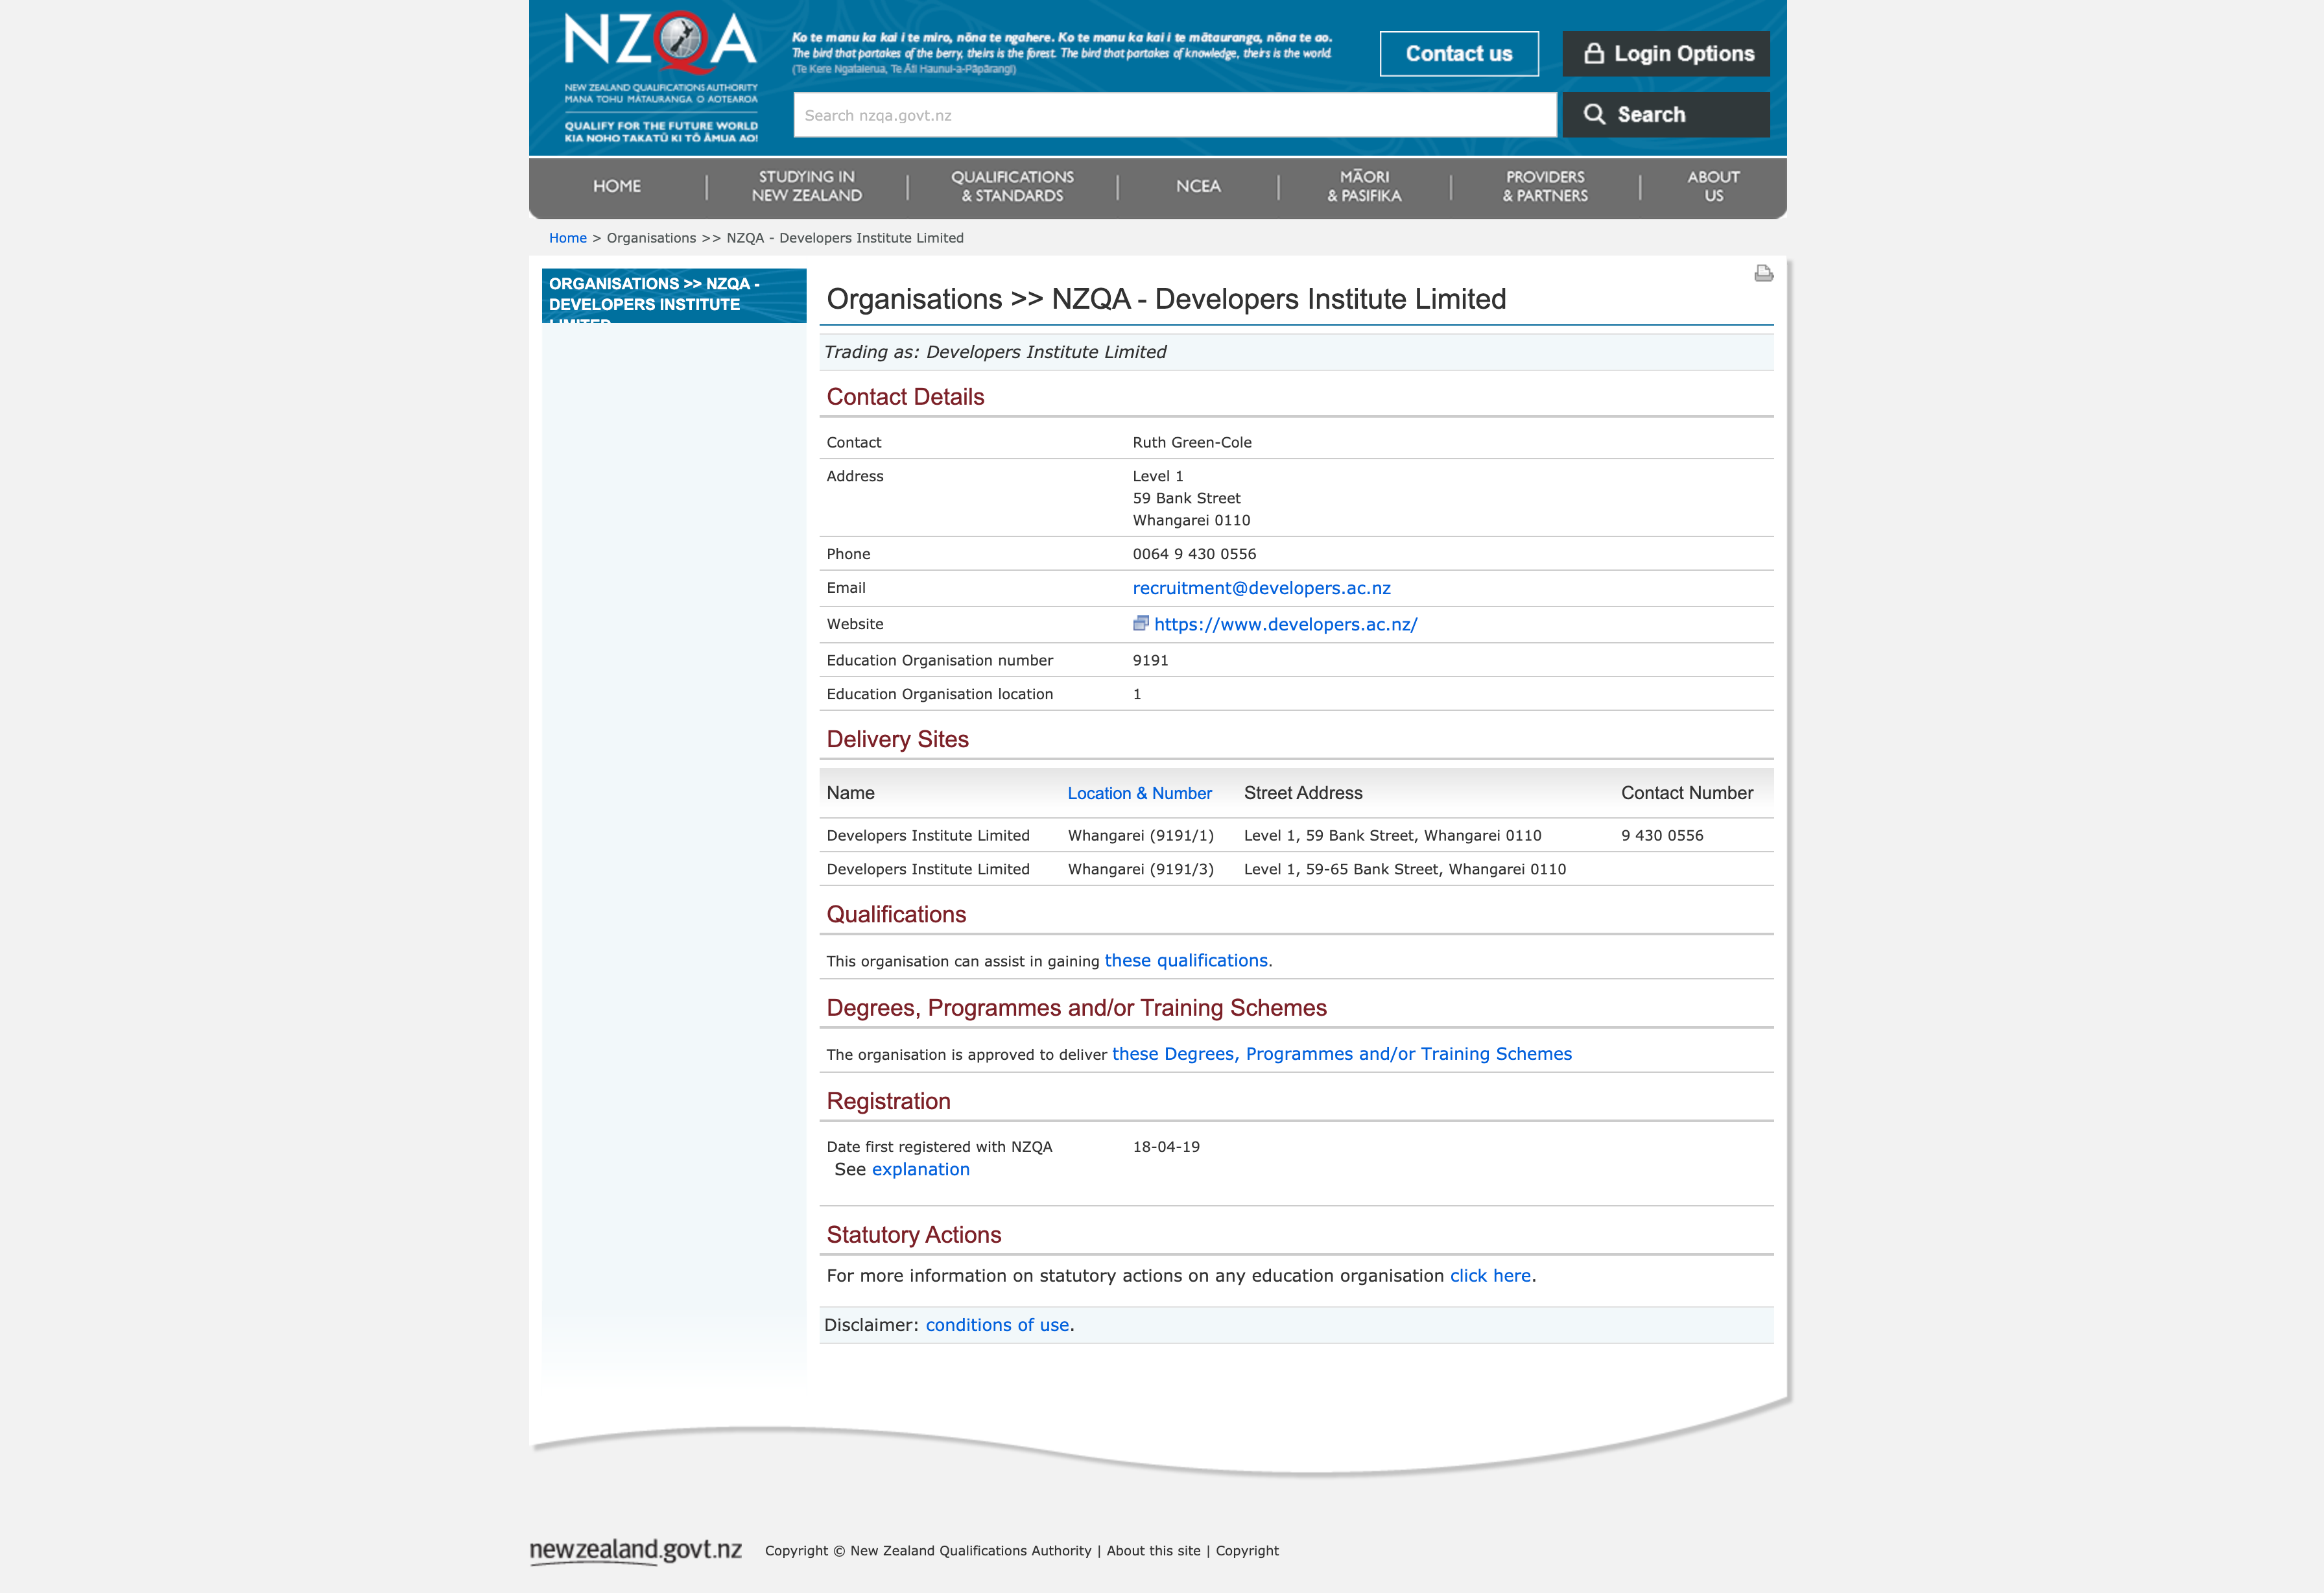 NZQA
NEW ZEALAND QUALIFICATIONS AUTHORITY
MANA TOHU MATAURANGA O AOTEAROA
QUALIFY FOR THE FUTURE WORLD
KIA NOHO TAKATŪ KI TŌ ĀMUA AO!
Ko te manu ka kai i te miro, nōna te ngahere. Ko te manu ka kai i te mātauranga, nōna te ao.
The bird that partakes of the berry, theirs is the forest. The bird that partakes of knowledge, theirs is the world.
(Te Kere Ngatalerua, Te Āti Haunui-a-Pāpārangi)
Contact us
Login Options
Search nzqa.govt.nz
Search
HOME
STUDYING IN
NEW ZEALAND
QUALIFICATIONS
& STANDARDS
NCEA
MĀORI
& PASIFIKA
PROVIDERS
& PARTNERS
ABOUT
US
Home > Organisations >> NZQA - Developers Institute Limited
ORGANISATIONS >> NZQA -
DEVELOPERS INSTITUTE
LIMITED
Organisations >> NZQA - Developers Institute Limited
Trading as: Developers Institute Limited
Contact Details
Contact Ruth Green-Cole
Address Level 1
59 Bank Street
Whangarei 0110
Phone 0064 9 430 0556
Email recruitment@developers.ac.nz
Website https://www.developers.ac.nz/
Education Organisation number 9191
Education Organisation location 1
Delivery Sites
Name Location & Number Street Address Contact Number
Developers Institute Limited Whangarei (9191/1) Level 1, 59 Bank Street, Whangarei 0110 9 430 0556
Developers Institute Limited Whangarei (9191/3) Level 1, 59-65 Bank Street, Whangarei 0110
Qualifications
This organisation can assist in gaining these qualifications.
Degrees, Programmes and/or Training Schemes
The organisation is approved to deliver these Degrees, Programmes and/or Training Schemes
Registration
Date first registered with NZQA 18-04-19
See explanation
Statutory Actions
For more information on statutory actions on any education organisation click here.
Disclaimer: conditions of use.
newzealand.govt.nz
Copyright © New Zealand Qualifications Authority | About this site | Copyright